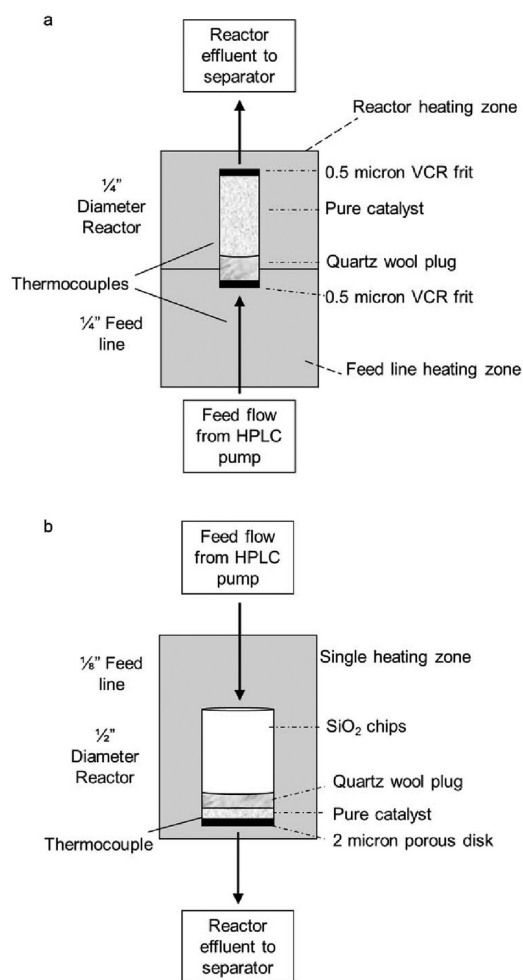 a
Reactor
effluent to
separator
Reactor heating zone
¼”
Diameter
Reactor
0.5 micron VCR frit
Pure catalyst
Quartz wool plug
Thermocouples
0.5 micron VCR frit
¼” Feed
line
Feed line heating zone
Feed flow
from HPLC
pump
b
Feed flow
from HPLC
pump
⅛” Feed
line
Single heating zone
½”
Diameter
Reactor
SiO₂ chips
Quartz wool plug
Pure catalyst
Thermocouple
2 micron porous disk
Reactor
effluent to
separator